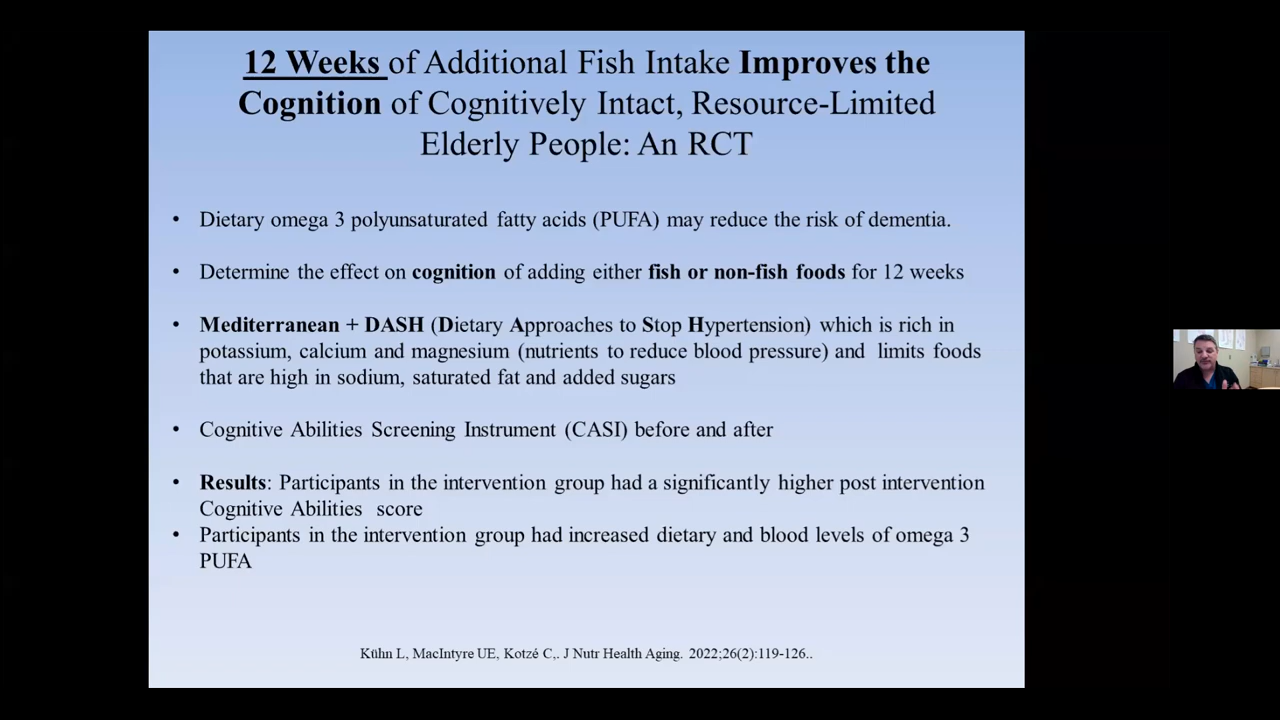 12 Weeks of Additional Fish Intake Improves the
Cognition of Cognitively Intact, Resource-Limited
Elderly People: An RCT
• Dietary omega 3 polyunsaturated fatty acids (PUFA) may reduce the risk of dementia.
• Determine the effect on cognition of adding either fish or non-fish foods for 12 weeks
• Mediterranean + DASH (Dietary Approaches to Stop Hypertension) which is rich in
potassium, calcium and magnesium (nutrients to reduce blood pressure) and limits foods
that are high in sodium, saturated fat and added sugars
• Cognitive Abilities Screening Instrument (CASI) before and after
• Results: Participants in the intervention group had a significantly higher post intervention
Cognitive Abilities score
• Participants in the intervention group had increased dietary and blood levels of omega 3
PUFA
Kühn L, MacIntyre UE, Kotzé C,. J Nutr Health Aging. 2022;26(2):119-126..